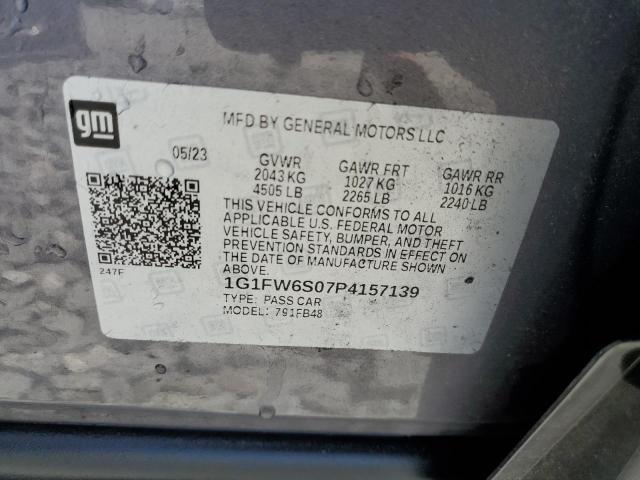 gm
MFD BY GENERAL MOTORS LLC
05/23 GVWR GAWR FRT GAWR RR
2043 KG 1027 KG 1016 KG
4505 LB 2265 LB 2240 LB
THIS VEHICLE CONFORMS TO ALL
APPLICABLE U.S. FEDERAL MOTOR
VEHICLE SAFETY, BUMPER, AND THEFT
PREVENTION STANDARDS IN EFFECT ON
THE DATE OF MANUFACTURE SHOWN
ABOVE.
247F
1G1FW6S07P4157139
TYPE: PASS CAR
MODEL: 791FB48